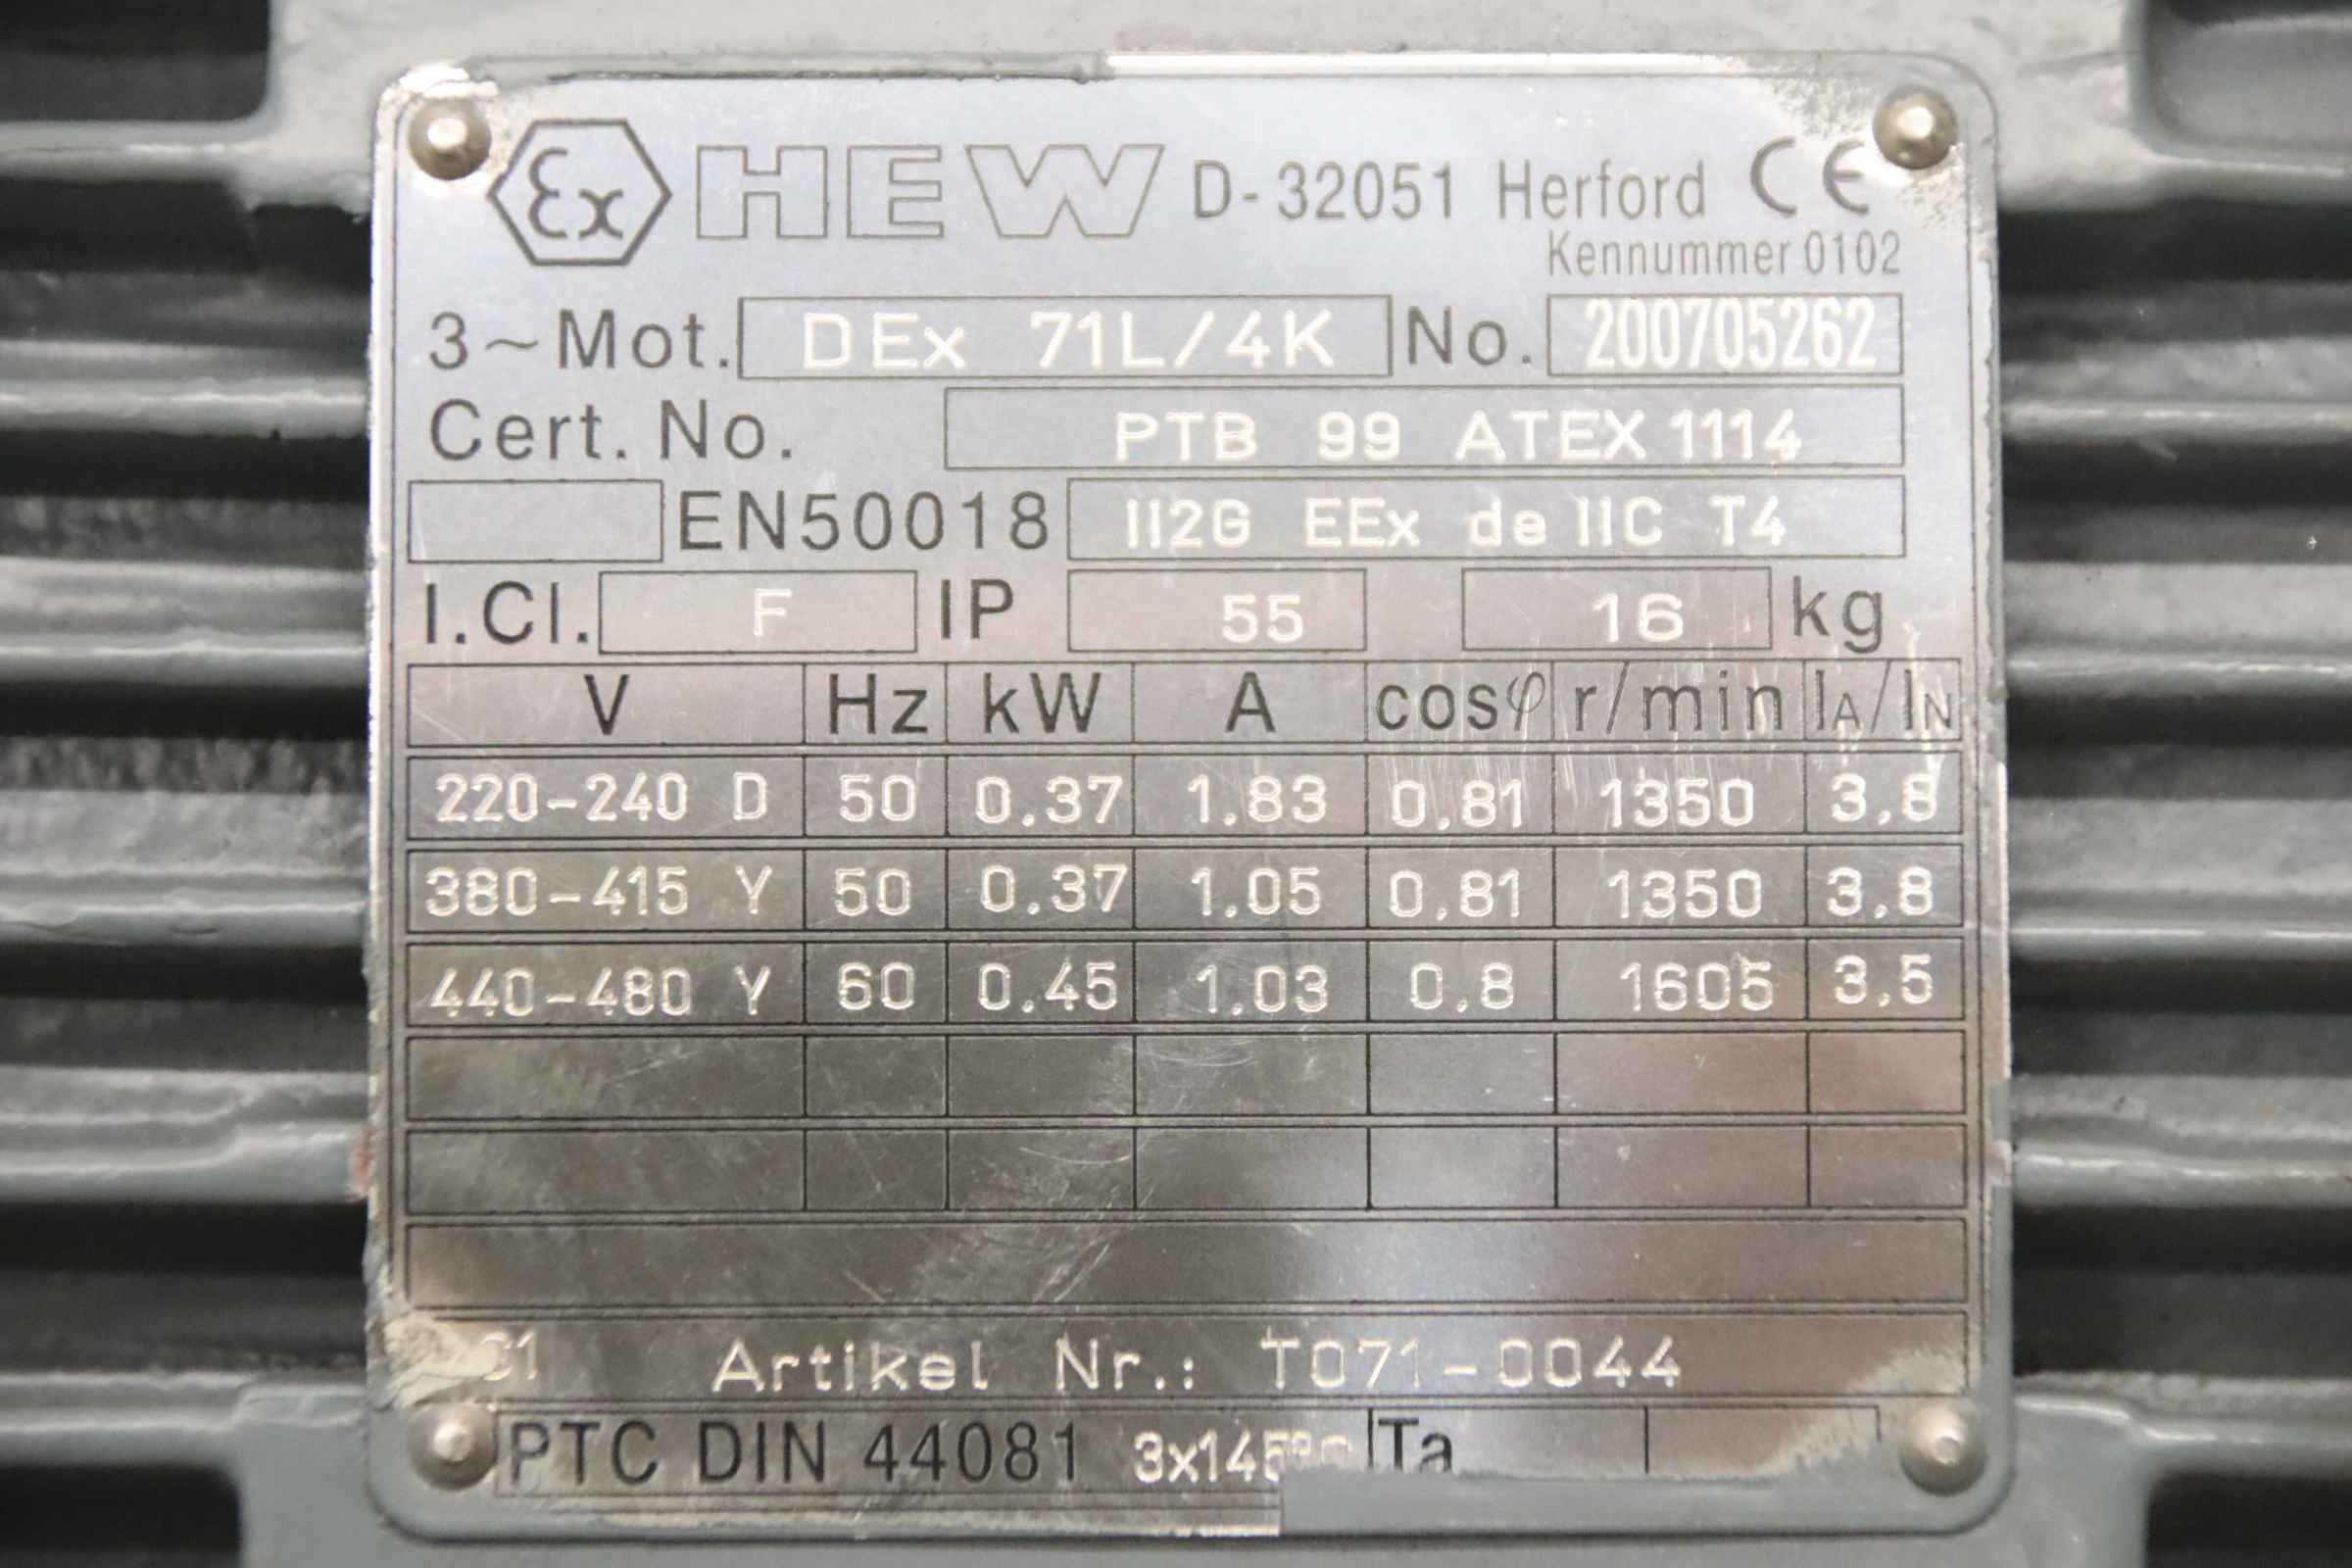 Ex HEW D-32051 Herford CE
Kennummer 0102
3~Mot. DEx 71L/4K No. 200705262
Cert. No. PTB 99 ATEX 1114
EN50018 II2G EEx de IIC T4
I.Cl. F IP 55 16 kg
V Hz kW A cosφ r/min IA/IN
220-240 D 50 0.37 1.83 0,81 1350 3,8
380-415 Y 50 0.37 1.05 0,81 1350 3,8
440-480 Y 60 0.45 1.03 0,8 1605 3,5
Artikel Nr.: T071-0044
PTC DIN 44081 3x145°C Ta